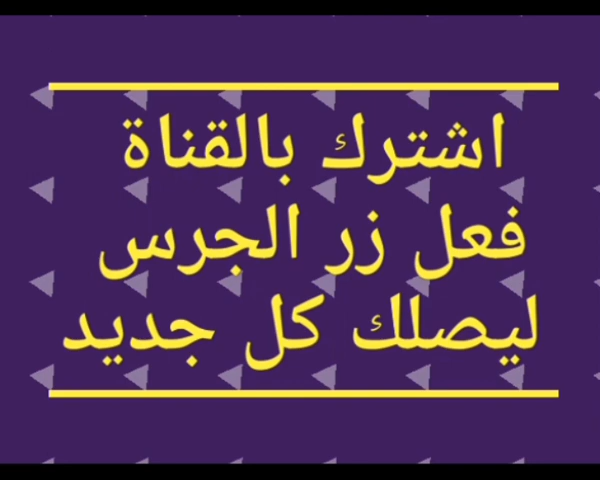 اشترك بالقناة
فعل زر الجرس
ليصلك كل جديد